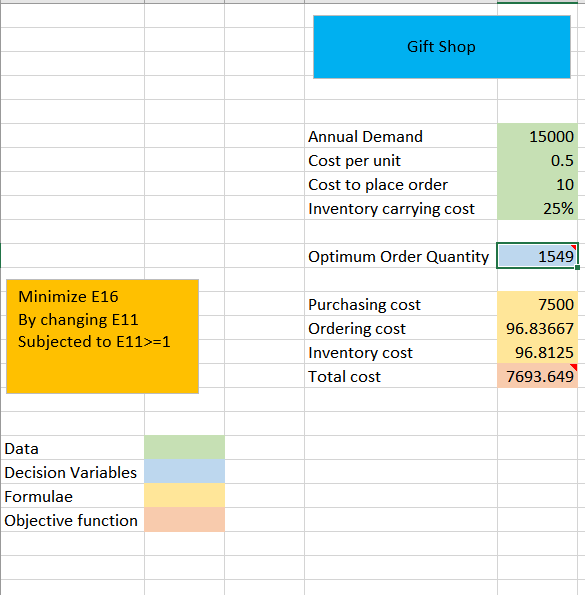 Gift Shop
Annual Demand 15000
Cost per unit 0.5
Cost to place order 10
Inventory carrying cost 25%
Optimum Order Quantity 1549
Minimize E16
By changing E11
Subjected to E11>=1
Purchasing cost 7500
Ordering cost 96.83667
Inventory cost 96.8125
Total cost 7693.649
Data
Decision Variables
Formulae
Objective function